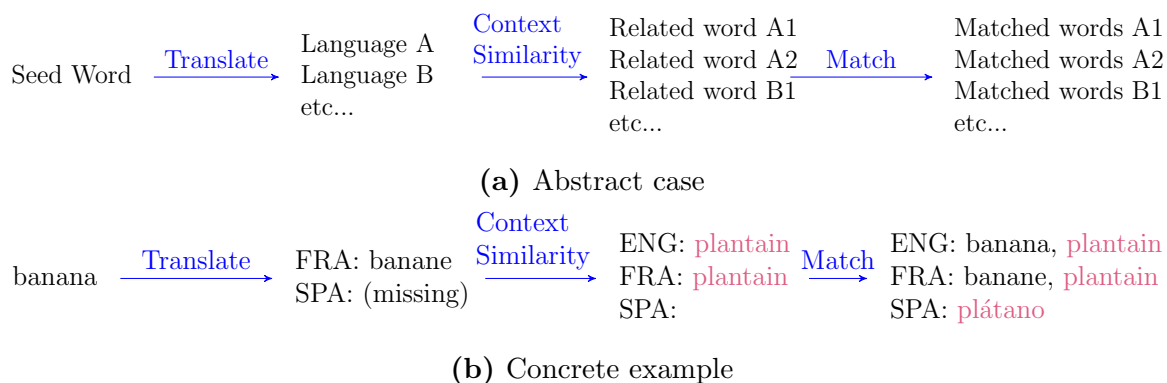 Seed Word
Translate
Language A
Language B
etc...
Context
Similarity
Related word A1
Related word A2
Related word B1
etc...
Match
Matched words A1
Matched words A2
Matched words B1
etc...
(a) Abstract case
banana
Translate
FRA: banane
SPA: (missing)
Context
Similarity
ENG: plantain
FRA: plantain
SPA:
Match
ENG: banana, plantain
FRA: banane, plantain
SPA: plátano
(b) Concrete example